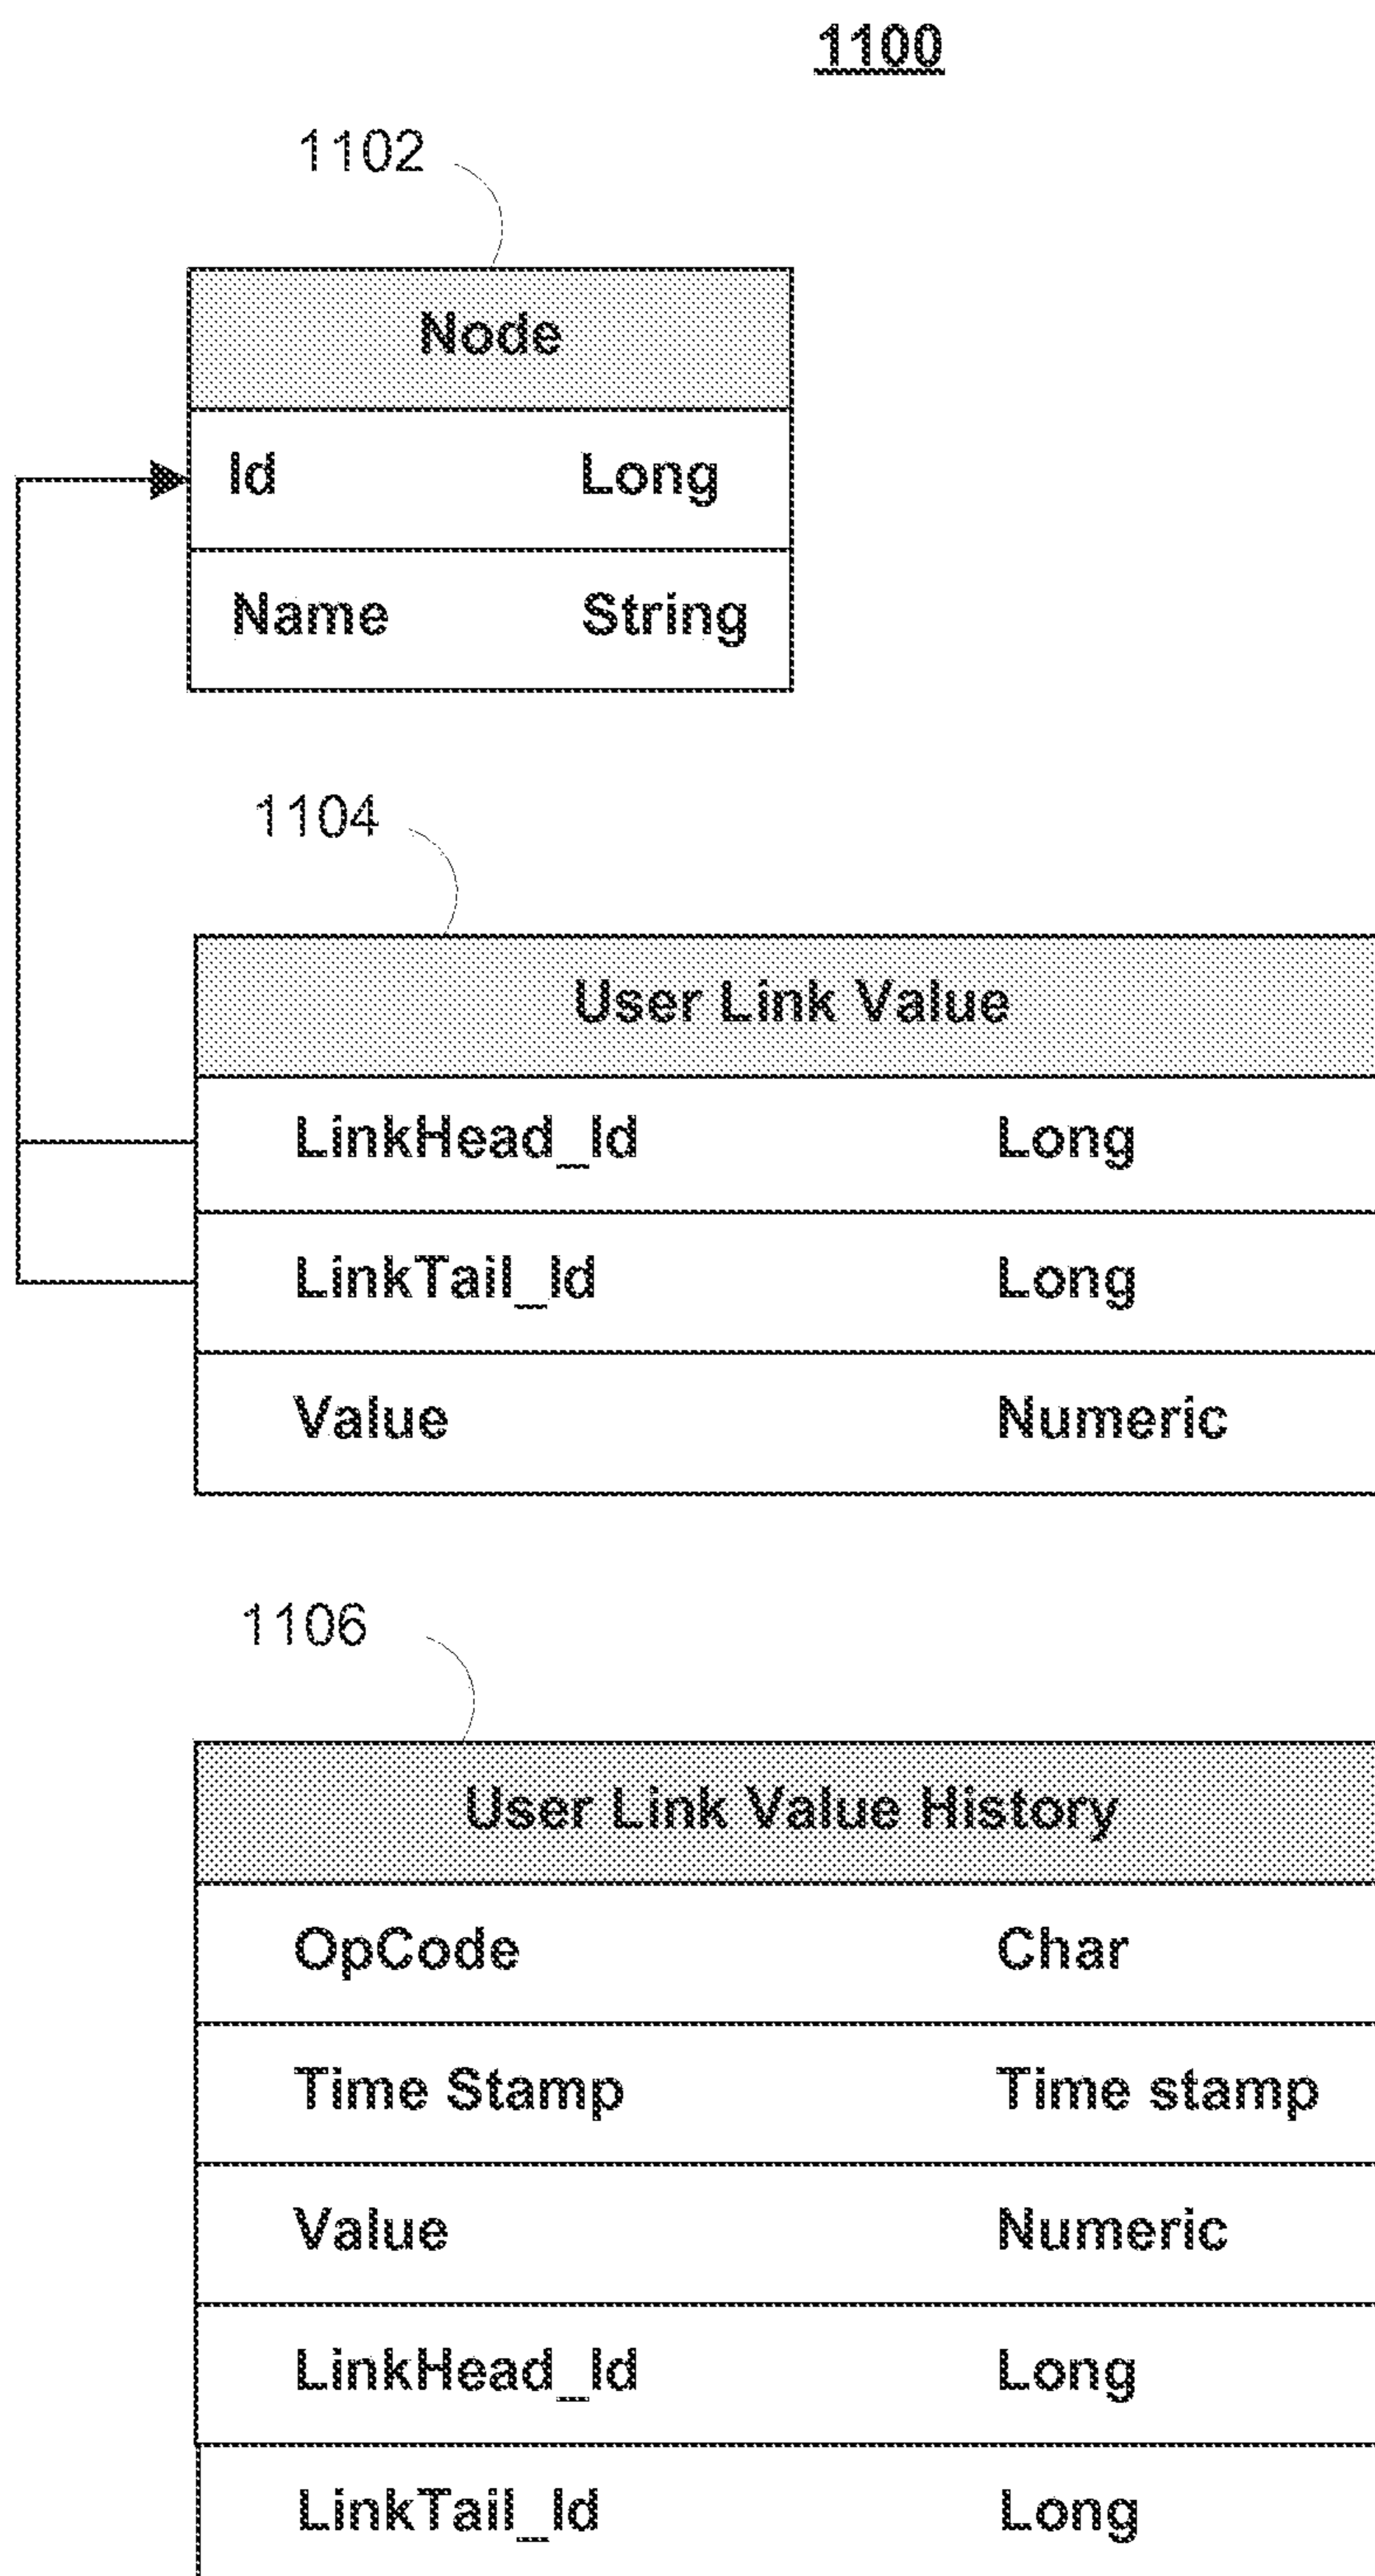 1100
1102
Node
Id Long
Name String
1104
User Link Value
LinkHead_Id Long
LinkTail_Id Long
Value Numeric
1106
User Link Value History
OpCode Char
Time Stamp Time stamp
Value Numeric
LinkHead_Id Long
LinkTail_Id Long